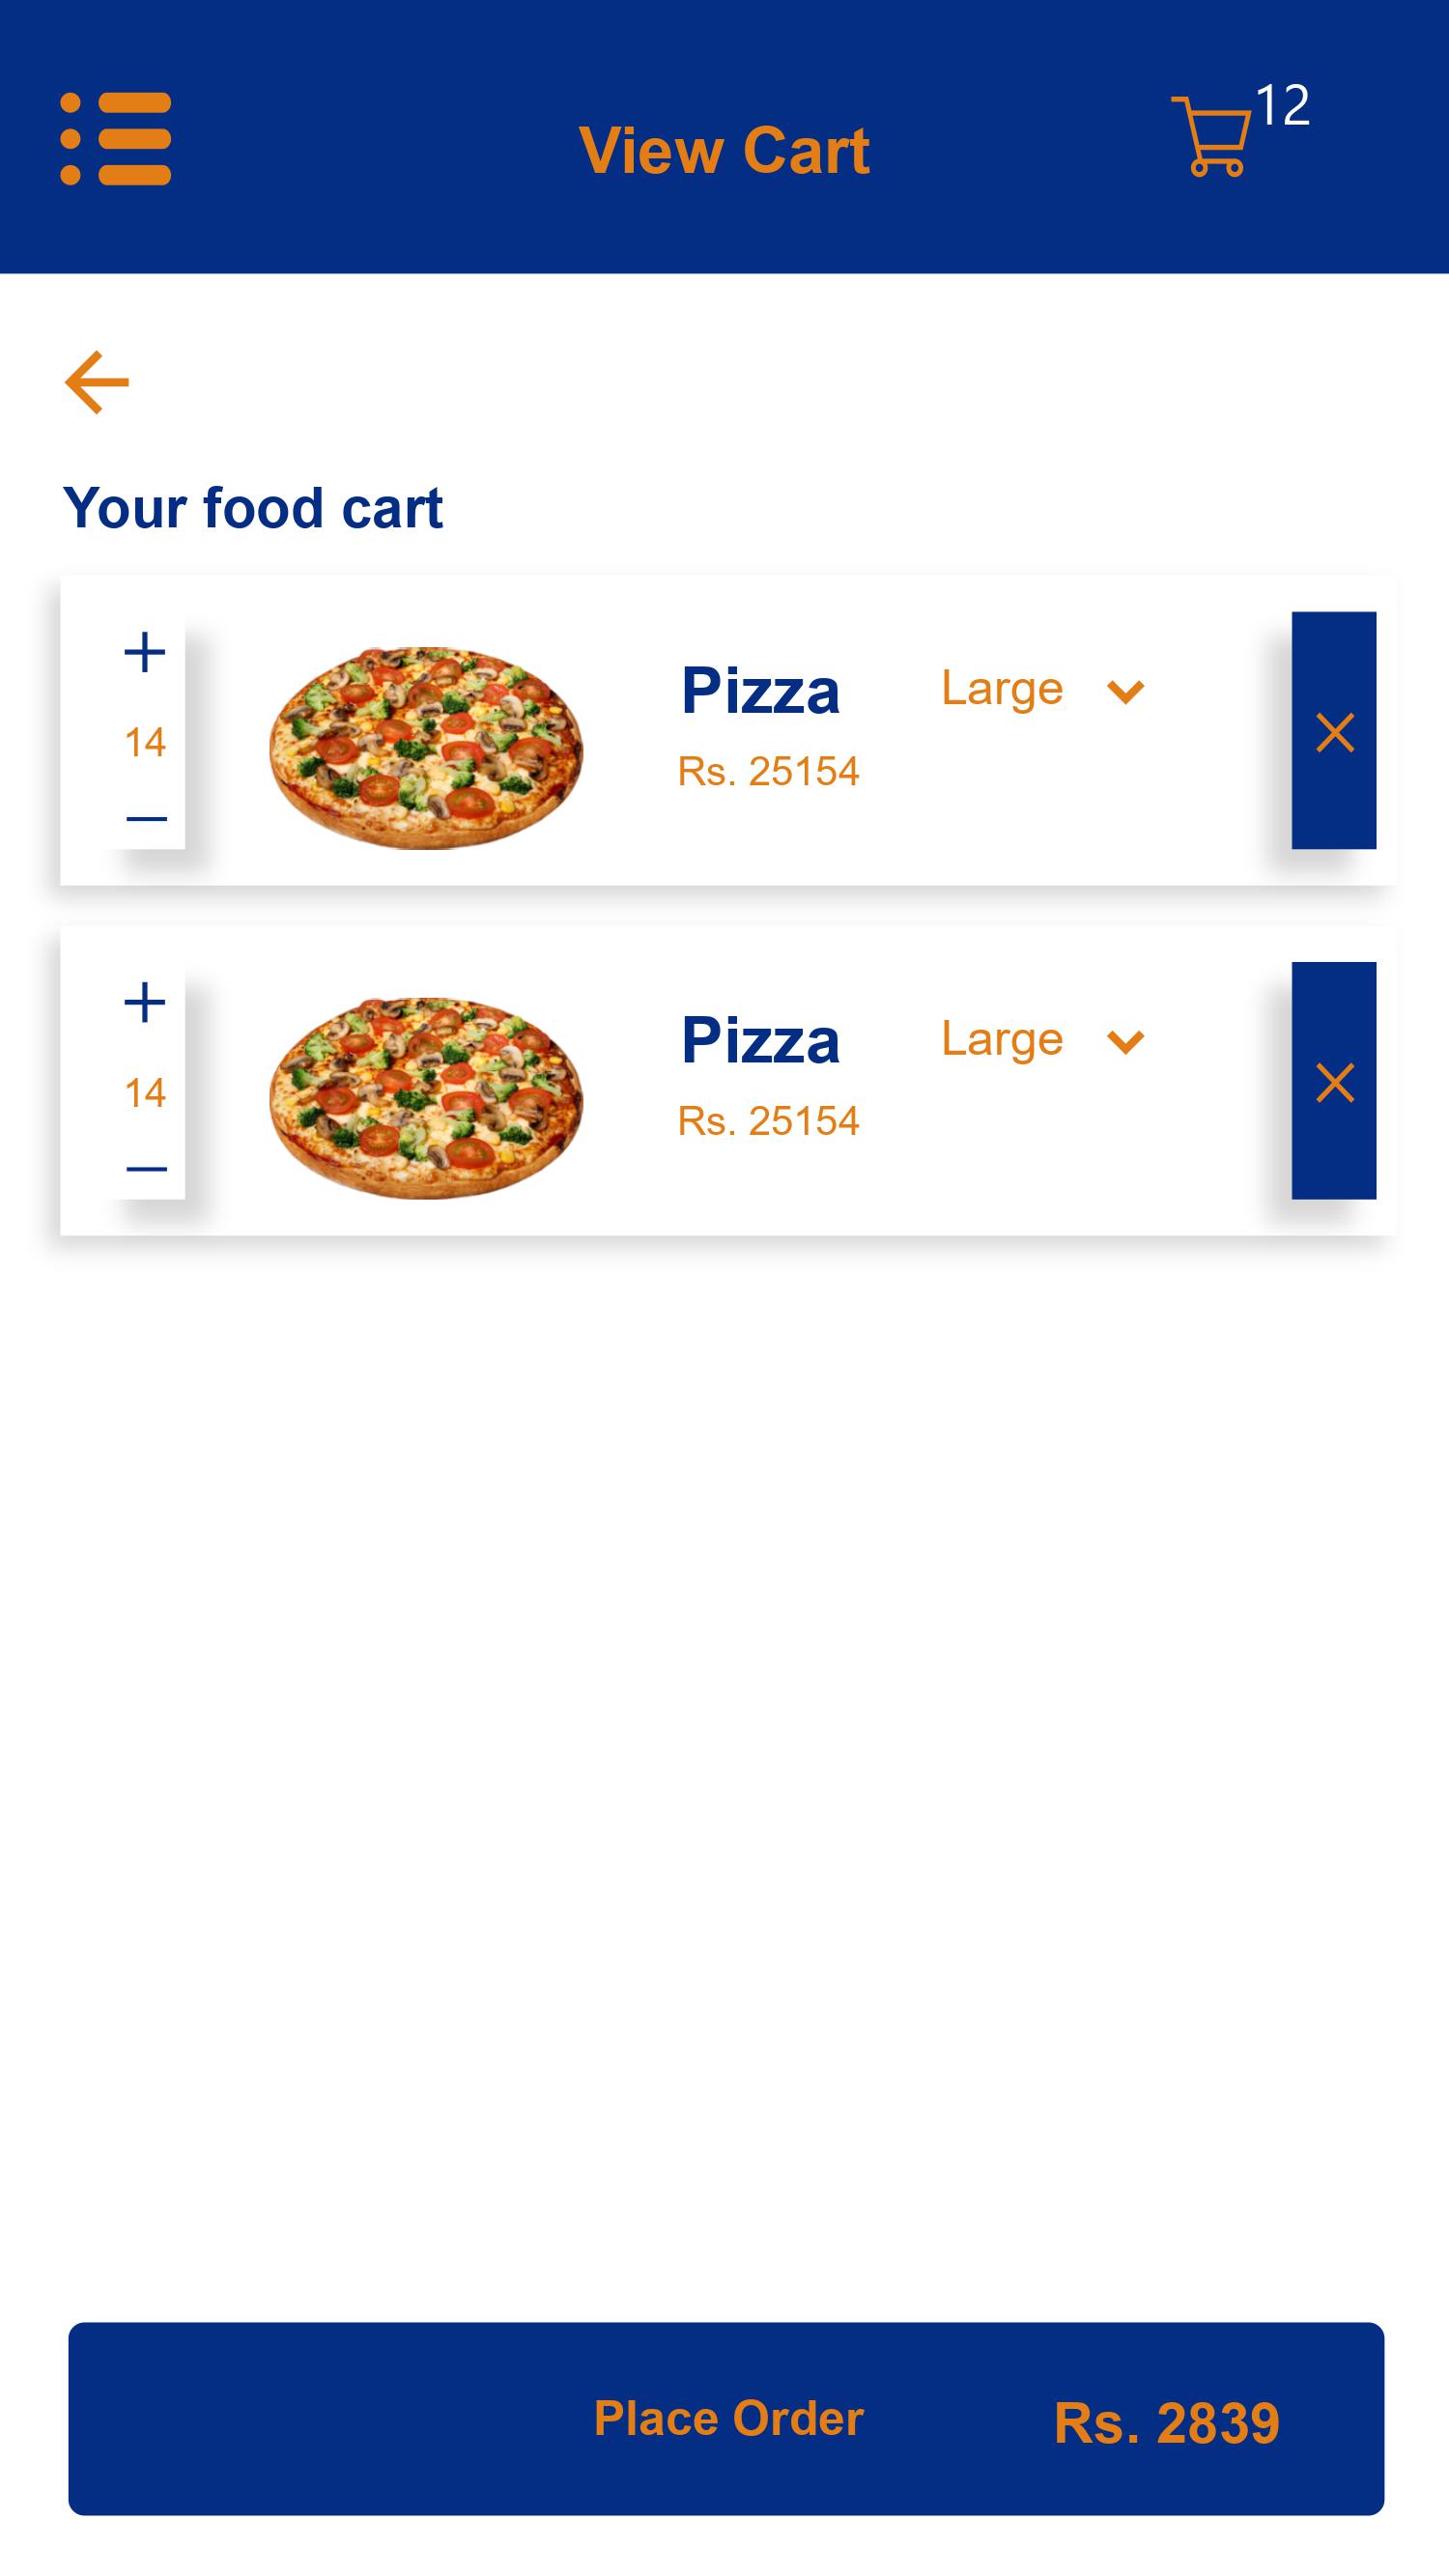 View Cart
12
Your food cart
14
Pizza
Large
Rs. 25154
14
Pizza
Large
Rs. 25154
Place Order
Rs. 2839